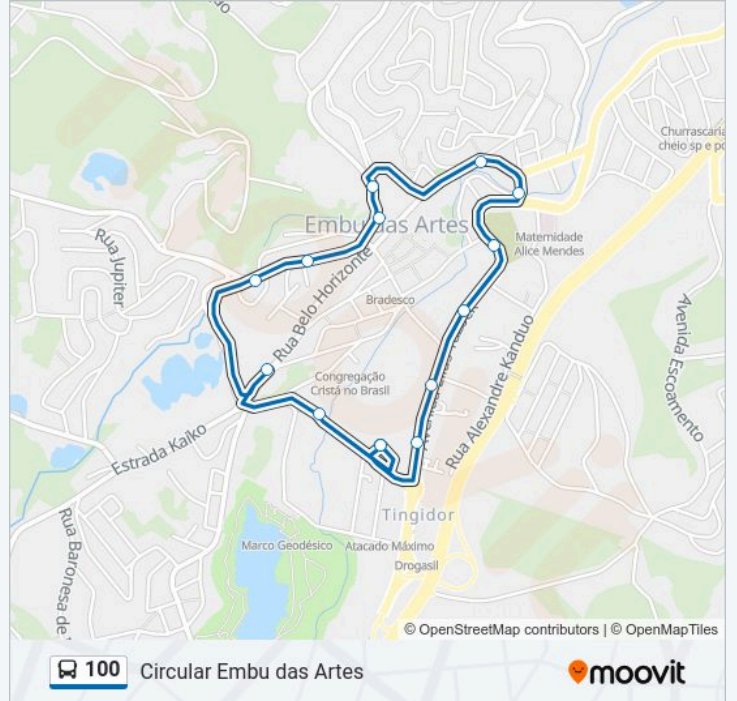 Churrascaria
cheio sp e po
Embu das Artes
Maternidade
Alice Mendes
Rua Jupiter
Rua Belo Horizonte
Bradesco
Avenida Escoamento
Congregação
Cristã no Brasil
Rua Alexandre Kanduo
Estrada Kaiko
Tingidor
Rua Baronesa de
Marco Geodésico
Atacado Máximo
Drogasil
© OpenStreetMap contributors | © OpenMapTiles
100 Circular Embu das Artes
moovit